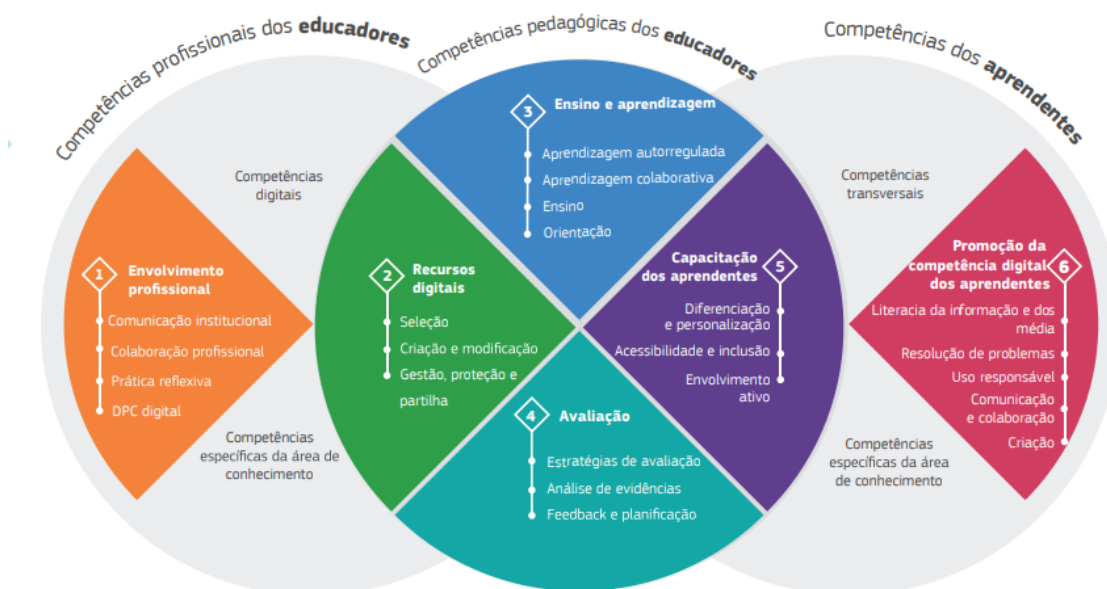 Competências profissionais dos educadores
Competências pedagógicas dos educadores
Competências dos aprendentes
Competências
digitais
Competências
específicas da área de
conhecimento
1
Envolvimento
profissional
Comunicação institucional
Colaboração profissional
Prática reflexiva
DPC digital
2
Recursos
digitais
Seleção
Criação e modificação
Gestão, proteção e
partilha
3
Ensino e aprendizagem
Aprendizagem autorregulada
Aprendizagem colaborativa
Ensino
Orientação
4
Avaliação
Estratégias de avaliação
Análise de evidências
Feedback e planificação
5
Capacitação
dos aprendentes
Diferenciação
e personalização
Acessibilidade e inclusão
Envolvimento
ativo
Competências
transversais
Competências
específicas da área
de conhecimento
6
Promoção da
competência digital
dos aprendentes
Literacia da informação e dos
média
Resolução de problemas
Uso responsável
Comunicação
e colaboração
Criação